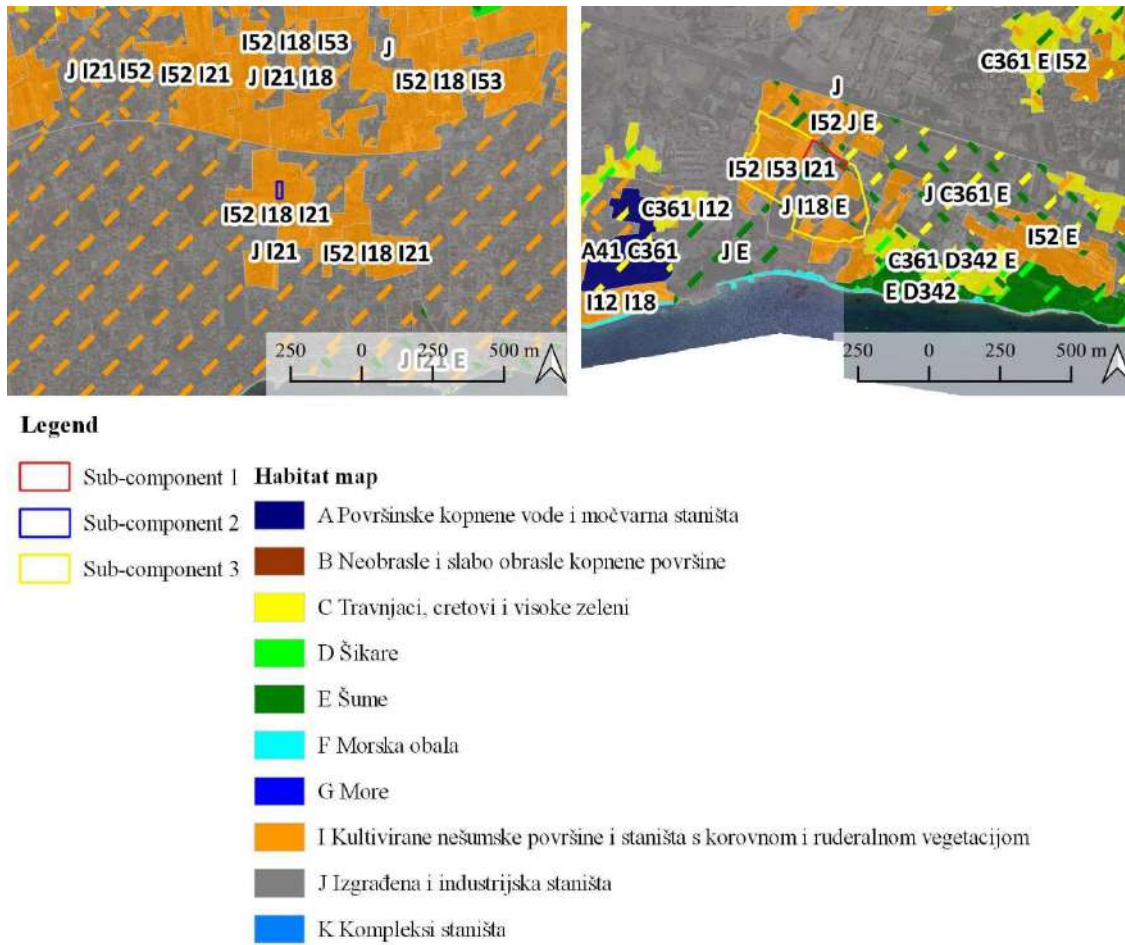 I52 I18 I53
J
J I21 I52
I52 I21
J I21 I18
I52 I18 I53
I52 I18 I21
J I21
I52 I18 I21
J I21 E
250 0 250 500 m
C361 E I52
J
I52 J E
I52 I53 I21
J C361 E
C361 I12
J I18 E
I52 E
A41 C361
J E
C361 D342 E
E D342
I12 I18
250 0 250 500 m
Legend
Sub-component 1
Sub-component 2
Sub-component 3
Habitat map
A Površinske kopnene vode i močvarna staništa
B Neobrasle i slabo obrasle kopnene površine
C Travnjaci, cretovi i visoke zeleni
D Šikare
E Šume
F Morska obala
G More
I Kultivirane nešumske površine i staništa s korovnom i ruderalnom vegetacijom
J Izgrađena i industrijska staništa
K Kompleksi staništa